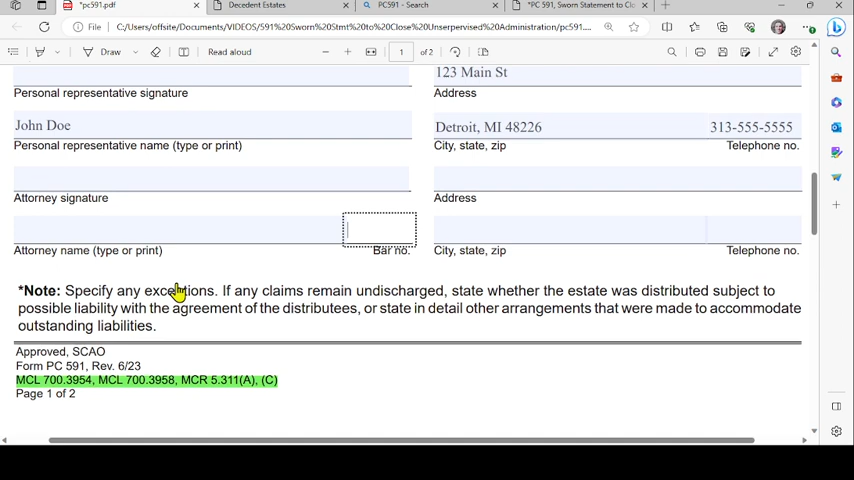 *pc591.pdf
Decedent Estates
PC591 - Search
*PC 591, Sworn Statement to Cl
File
C:/Users/offsite/Documents/VIDEOS/591%20Sworn%20Stmt%20to%20Close%20Unserpervised%20Administration/pc591....
Draw
Read aloud
1
of 2
123 Main St
Personal representative signature
Address
John Doe
Detroit, MI 48226
313-555-5555
Personal representative name (type or print)
City, state, zip
Telephone no.
Attorney signature
Address
Attorney name (type or print)
Bar no.
City, state, zip
Telephone no.
*Note: Specify any exceptions. If any claims remain undischarged, state whether the estate was distributed subject to
possible liability with the agreement of the distributees, or state in detail other arrangements that were made to accommodate
outstanding liabilities.
Approved, SCAO
Form PC 591, Rev. 6/23
MCL 700.3954, MCL 700.3958, MCR 5.311(A), (C)
Page 1 of 2